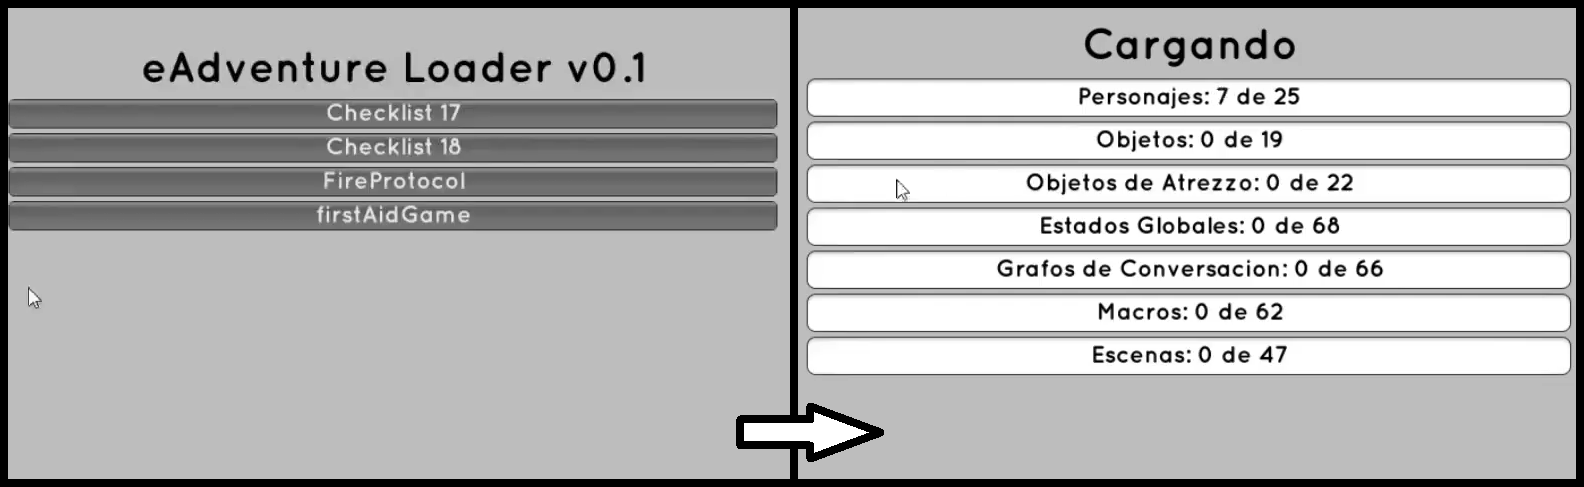 eAdventure Loader v0.1
Checklist 17
Checklist 18
FireProtocol
firstAidGame
Cargando
Personajes: 7 de 25
Objetos: 0 de 19
Objetos de Atrezzo: 0 de 22
Estados Globales: 0 de 68
Grafos de Conversacion: 0 de 66
Macros: 0 de 62
Escenas: 0 de 47